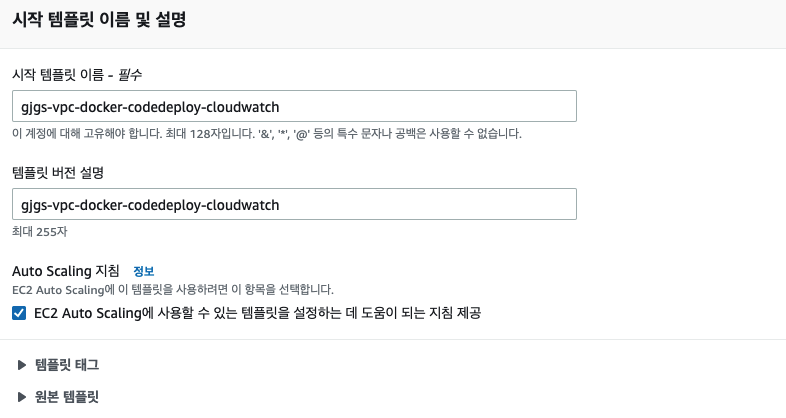 시작 템플릿 이름 및 설명
시작 템플릿 이름 - 필수
gjgs-vpc-docker-codedeploy-cloudwatch
이 계정에 대해 고유해야 합니다. 최대 128자입니다. '&', '*', '@' 등의 특수 문자나 공백은 사용할 수 없습니다.
템플릿 버전 설명
gjgs-vpc-docker-codedeploy-cloudwatch
최대 255자
Auto Scaling 지침 정보
EC2 Auto Scaling에 이 템플릿을 사용하려면 이 항목을 선택합니다.
EC2 Auto Scaling에 사용할 수 있는 템플릿을 설정하는 데 도움이 되는 지침 제공
템플릿 태그
원본 템플릿